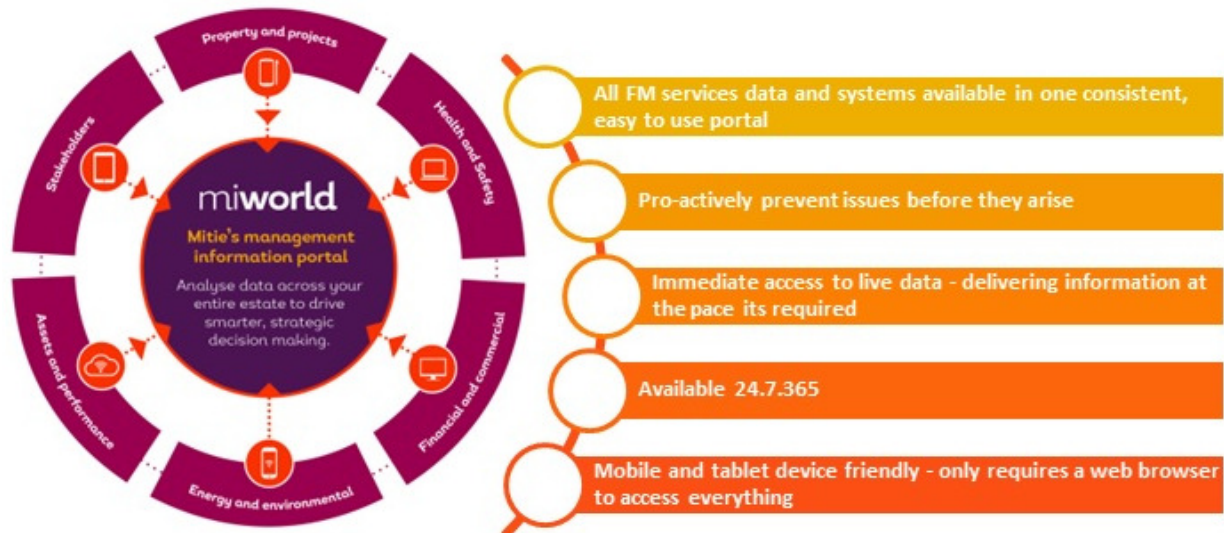 Property and projects
Health and Safety
Financial and commercial
Energy and environmental
Assets and performance
Stakeholders
miworld
Mitie's management
information portal
Analyse data across your
entire estate to drive
smarter, strategic
decision making.
All FM services data and systems available in one consistent,
easy to use portal
Pro-actively prevent issues before they arise
Immediate access to live data - delivering information at
the pace its required
Available 24.7.365
Mobile and tablet device friendly - only requires a web browser
to access everything